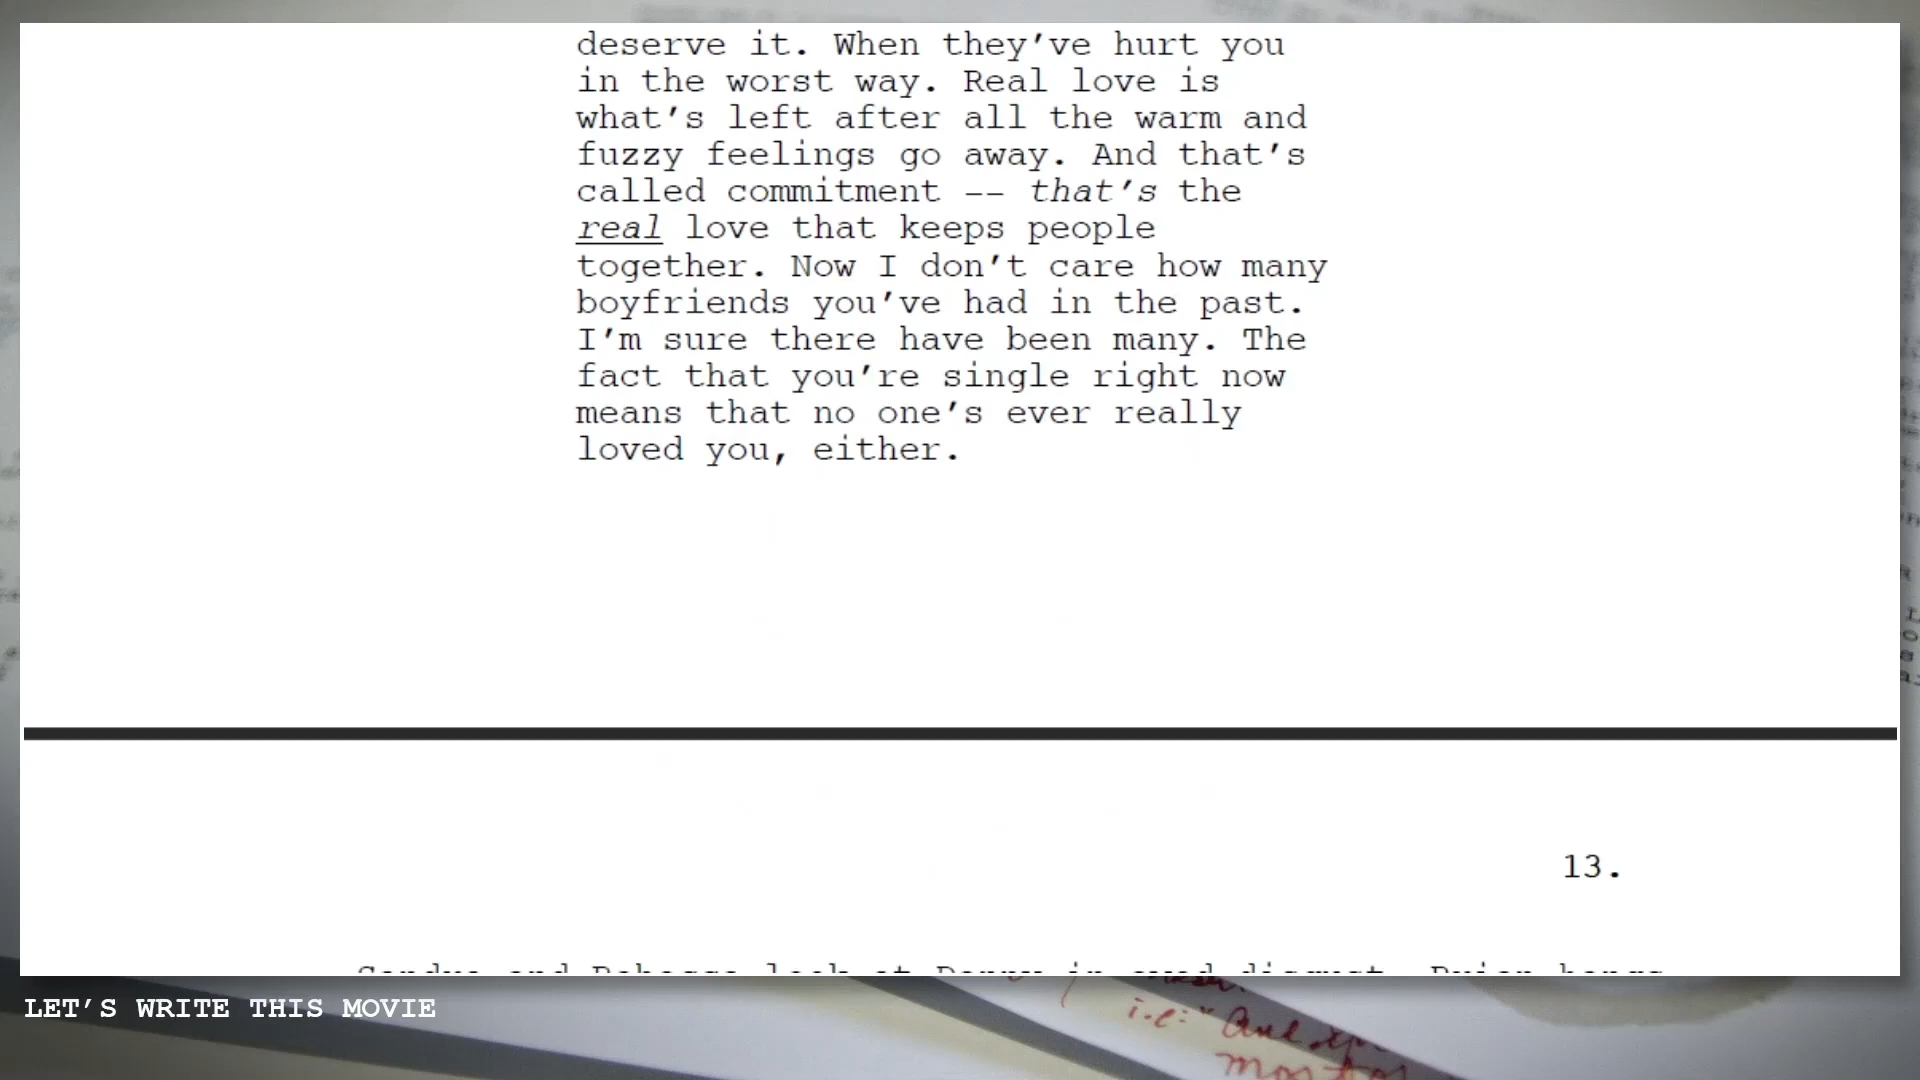 deserve it. When they've hurt you
in the worst way. Real love is
what's left after all the warm and
fuzzy feelings go away. And that's
called commitment -- that's the
real love that keeps people
together. Now I don't care how many
boyfriends you've had in the past.
I'm sure there have been many. The
fact that you're single right now
means that no one's ever really
loved you, either.
13.
LET'S WRITE THIS MOVIE
i.e: "And